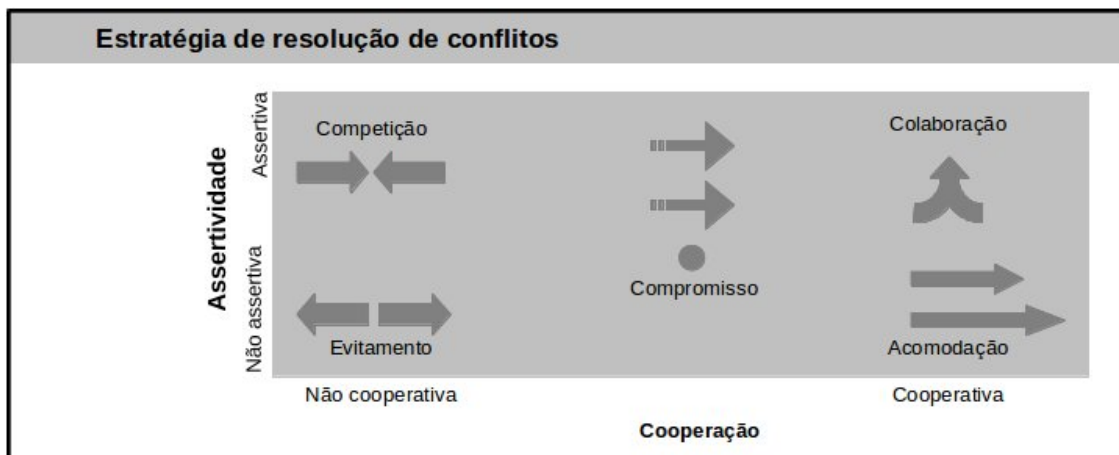 Estratégia de resolução de conflitos
Assertividade
Assertiva
Não assertiva
Competição
Colaboração
Compromisso
Evitamento
Acomodação
Não cooperativa
Cooperativa
Cooperação